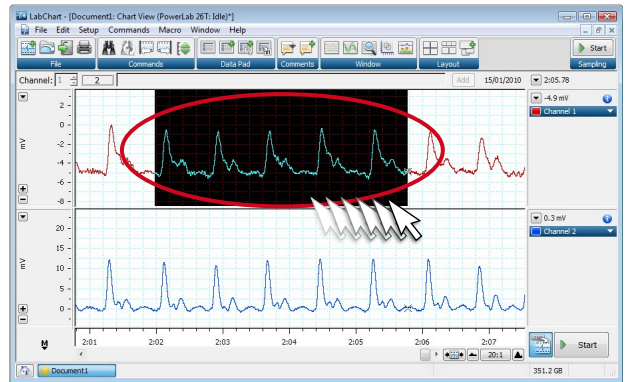 LabChart - [Document1: Chart View (PowerLab 26T: Idle)*]
File Edit Setup Commands Macro Window Help
File Commands Data Pad Comments Window Layout Sampling
Start
Channel: 1 2 Add 15/01/2010 2:05.78
-4.9 mV
Channel 1
2
0
-2
-4
-6
-8
mV
0.3 mV
Channel 2
20
15
10
5
0
mV
M 2:01 2:02 2:03 2:04 2:05 2:06 2:07
20:1
Start
Document1 351.2 GB